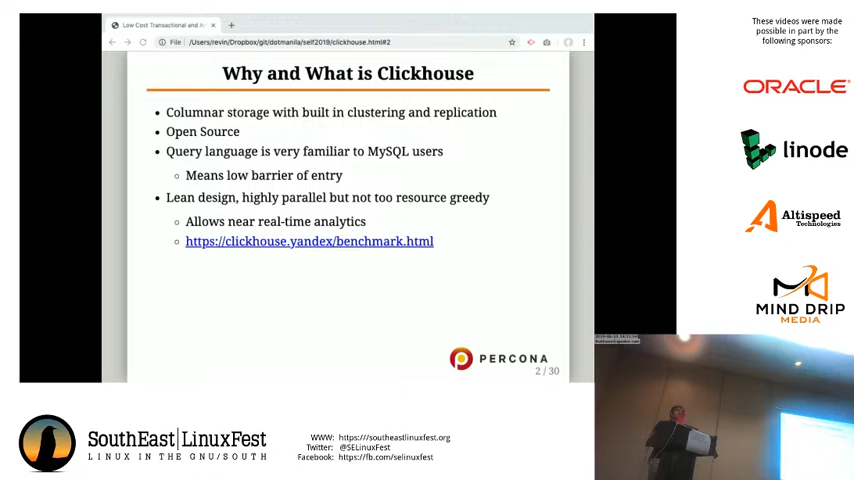 Low Cost Transactional and A
File
/Users/revin/Dropbox/git/dotmanila/self2019/clickhouse.html#2
Why and What is Clickhouse
• Columnar storage with built in clustering and replication
• Open Source
• Query language is very familiar to MySQL users
◦ Means low barrier of entry
• Lean design, highly parallel but not too resource greedy
◦ Allows near real-time analytics
◦ https://clickhouse.yandex/benchmark.html
PERCONA
2 / 30
These videos were made
possible in part by the
following sponsors:
ORACLE
linode
Altispeed
Technologies
MIND DRIP
MEDIA
SouthEast|LinuxFest
LINUX IN THE GNU/SOUTH
WWW: https:///southeastlinuxfest.org
Twitter: @SELinuxFest
Facebook: https://fb.com/selinuxfest